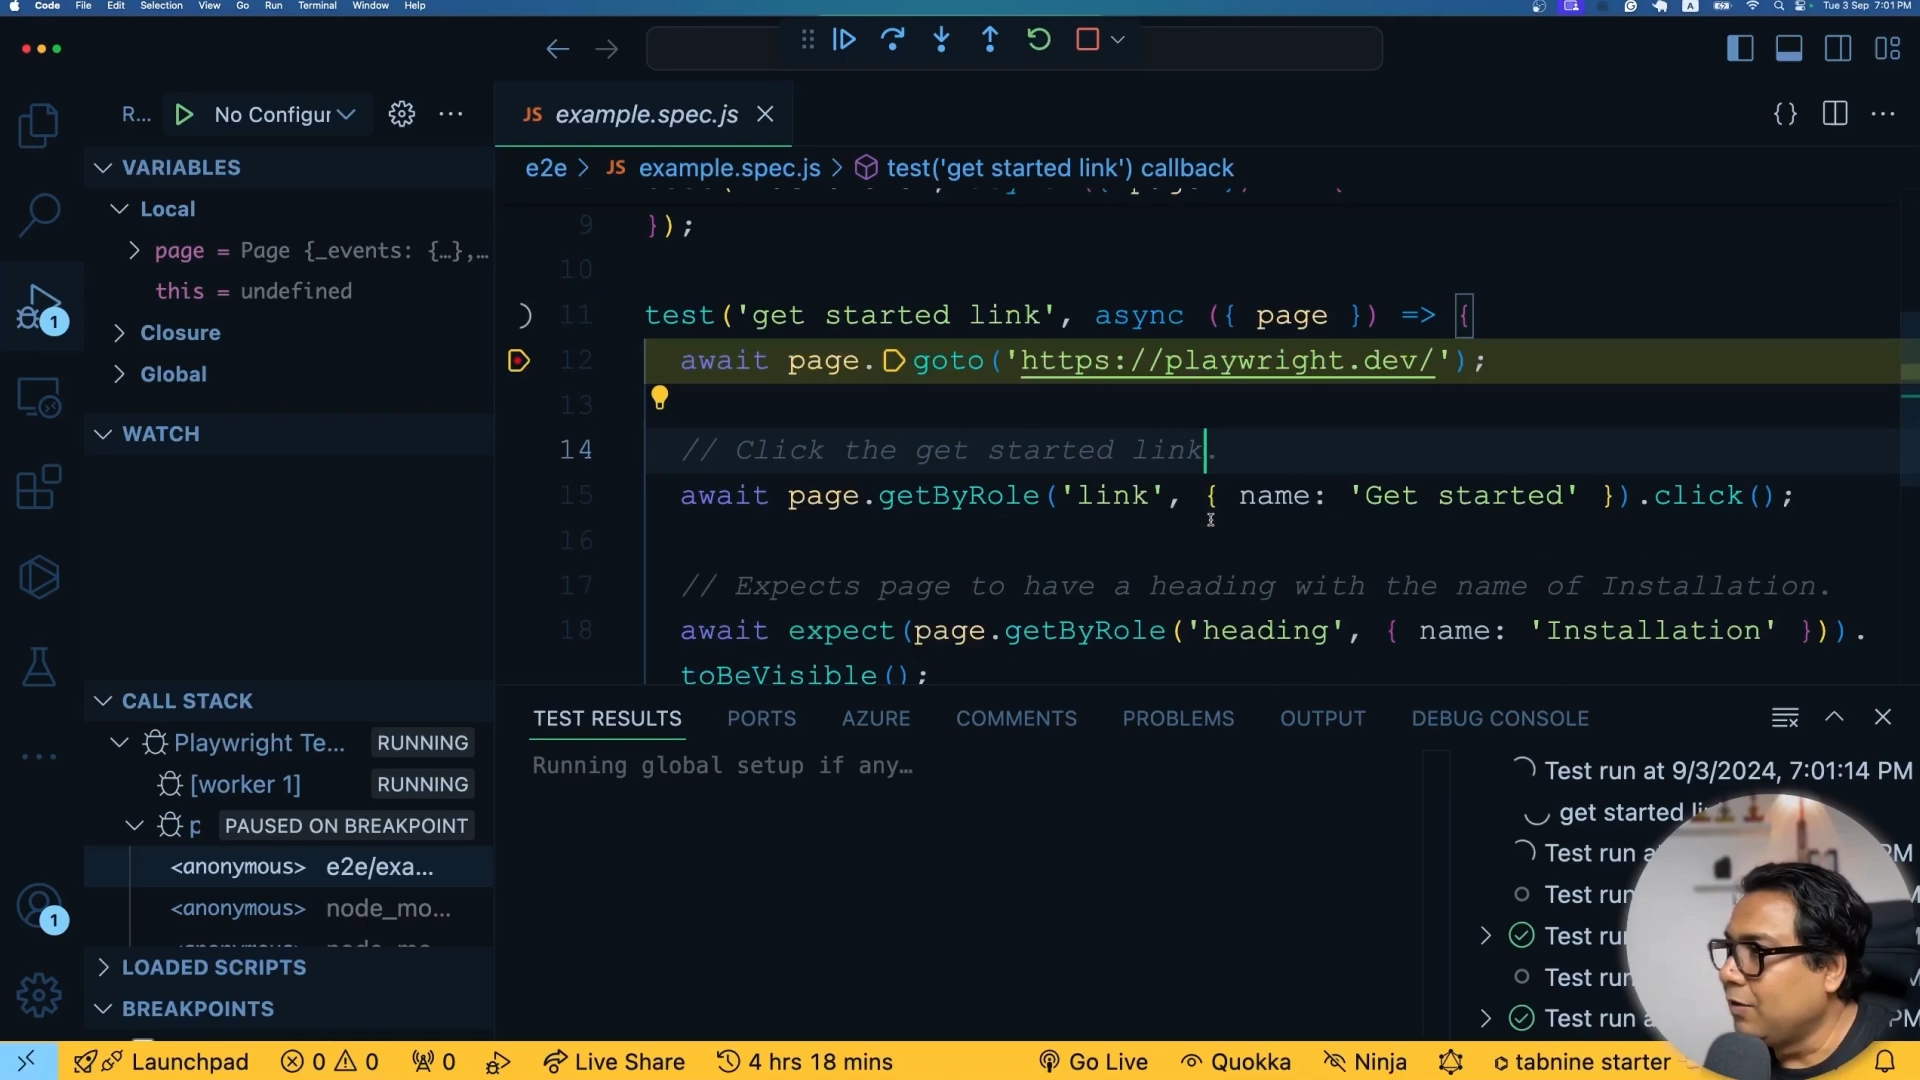 Code File Edit Selection View Go Run Terminal Window Help
A Tue 3 Sep 7:01 PM
R... No Configur
JS example.spec.js
{}
e2e > JS example.spec.js > test('get started link') callback
VARIABLES
Local
page = Page {_events: {…},…
this = undefined
Closure
Global
WATCH
CALL STACK
Playwright Te... RUNNING
[worker 1] RUNNING
p PAUSED ON BREAKPOINT
<anonymous> e2e/exa...
<anonymous> node_mo...
LOADED SCRIPTS
BREAKPOINTS
1
1
9 });
10
11 test('get started link', async ({ page }) => {
12 await page.goto('https://playwright.dev/');
13
14 // Click the get started link.
15 await page.getByRole('link', { name: 'Get started' }).click();
16
17 // Expects page to have a heading with the name of Installation.
18 await expect(page.getByRole('heading', { name: 'Installation' })).
toBeVisible();
TEST RESULTS PORTS AZURE COMMENTS PROBLEMS OUTPUT DEBUG CONSOLE
Running global setup if any…
Test run at 9/3/2024, 7:01:14 PM
get started
Test run
Test run
Test
Test
Test run
Launchpad 0 0 0 Live Share 4 hrs 18 mins Go Live Quokka Ninja tabnine starter